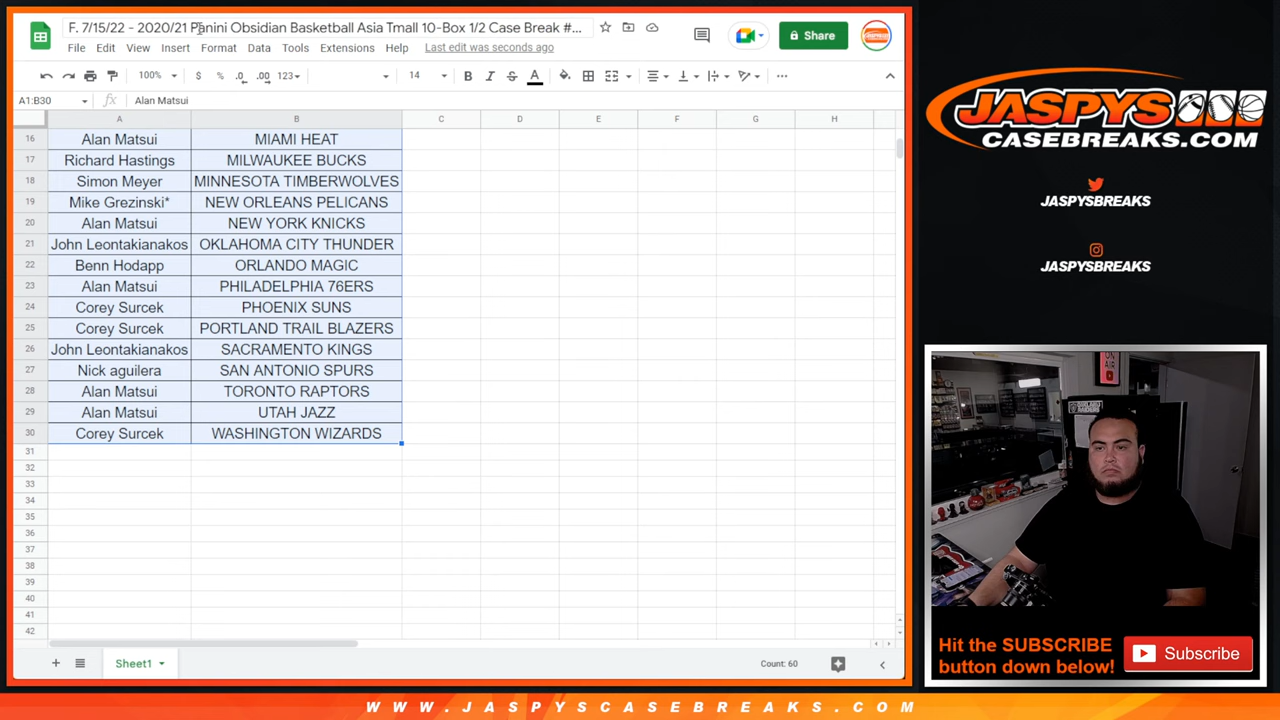 F. 7/15/22 - 2020/21 Panini Obsidian Basketball Asia Tmall 10-Box 1/2 Case Break #...
File Edit View Insert Format Data Tools Extensions Help Last edit was seconds ago
Share
100% $ % .0 .00 123 14 B I S A
A1:B30 fx Alan Matsui
A B C D E F G H
16 Alan Matsui MIAMI HEAT
17 Richard Hastings MILWAUKEE BUCKS
18 Simon Meyer MINNESOTA TIMBERWOLVES
19 Mike Grezinski* NEW ORLEANS PELICANS
20 Alan Matsui NEW YORK KNICKS
21 John Leontakianakos OKLAHOMA CITY THUNDER
22 Benn Hodapp ORLANDO MAGIC
23 Alan Matsui PHILADELPHIA 76ERS
24 Corey Surcek PHOENIX SUNS
25 Corey Surcek PORTLAND TRAIL BLAZERS
26 John Leontakianakos SACRAMENTO KINGS
27 Nick aguilera SAN ANTONIO SPURS
28 Alan Matsui TORONTO RAPTORS
29 Alan Matsui UTAH JAZZ
30 Corey Surcek WASHINGTON WIZARDS
31
32
33
34
35
36
37
38
39
40
41
42
Sheet1 Count: 60
JASPYS
CASEBREAKS.COM
JASPYSBREAKS
JASPYSBREAKS
ON AIR
Hit the SUBSCRIBE
button down below!
Subscribe
WWW.JASPYSCASEBREAKS.COM